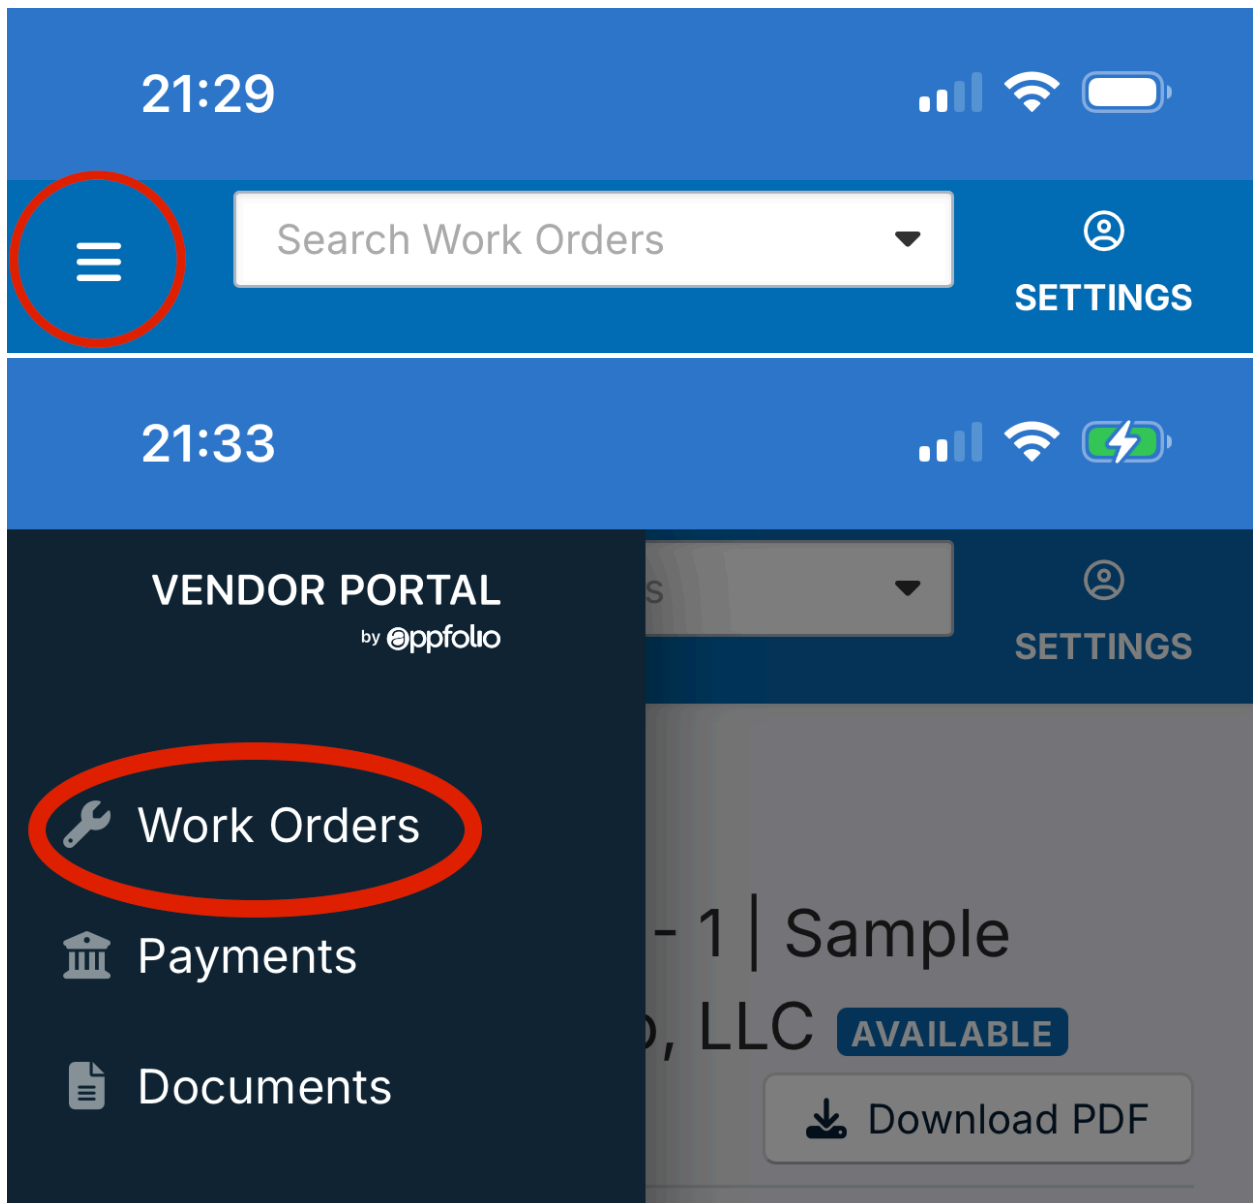 21:29
Search Work Orders
SETTINGS
21:33
VENDOR PORTAL
by appfolio
s
SETTINGS
Work Orders
Payments
Documents
- 1 | Sample
, LLC AVAILABLE
Download PDF